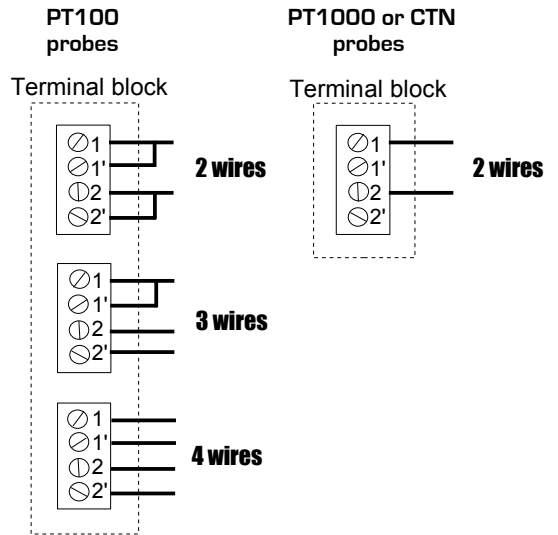 PT100
probes
Terminal block
1
1'
2
2'
2 wires
1
1'
2
2'
3 wires
1
1'
2
2'
4 wires
PT1000 or CTN
probes
Terminal block
1
1'
2
2'
2 wires